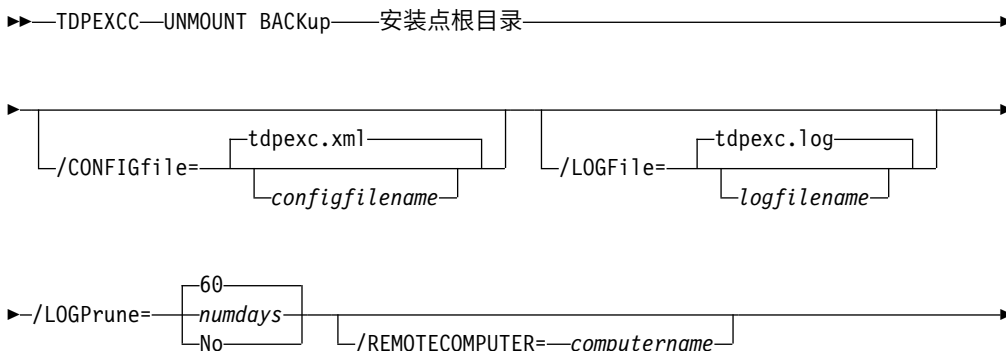 TDPEXCC UNMOUNT BACKup 安装点根目录
tdpexc.xml tdpexc.log
/CONFIGfile= /LOGFile=
configfilename logfilename
60
/LOGPrune= numdays
No /REMOTECOMPUTER= computername